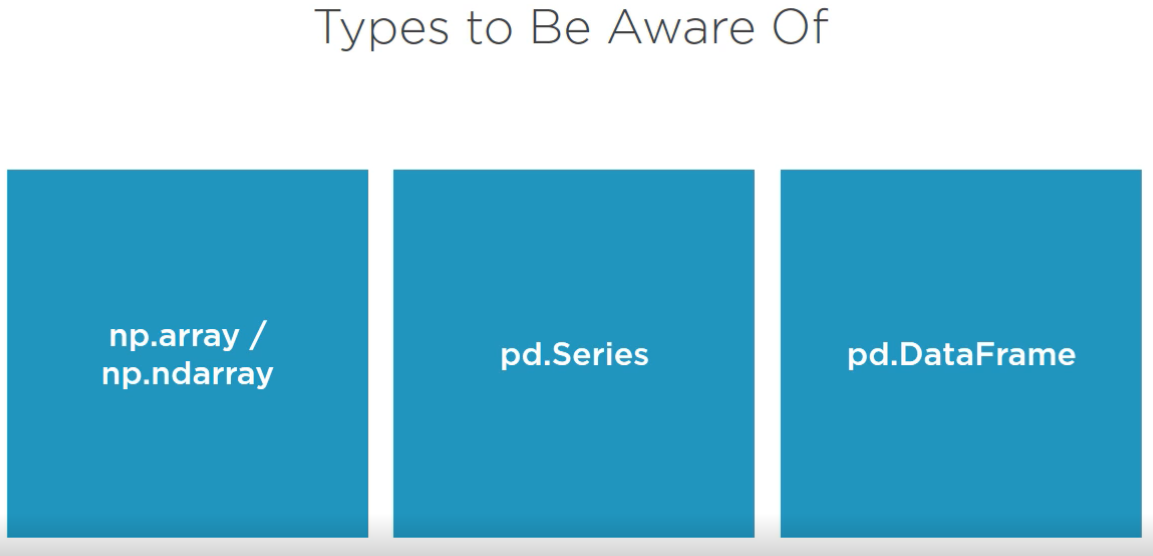 Types to Be Aware Of
np.array /
np.ndarray
pd.Series
pd.DataFrame